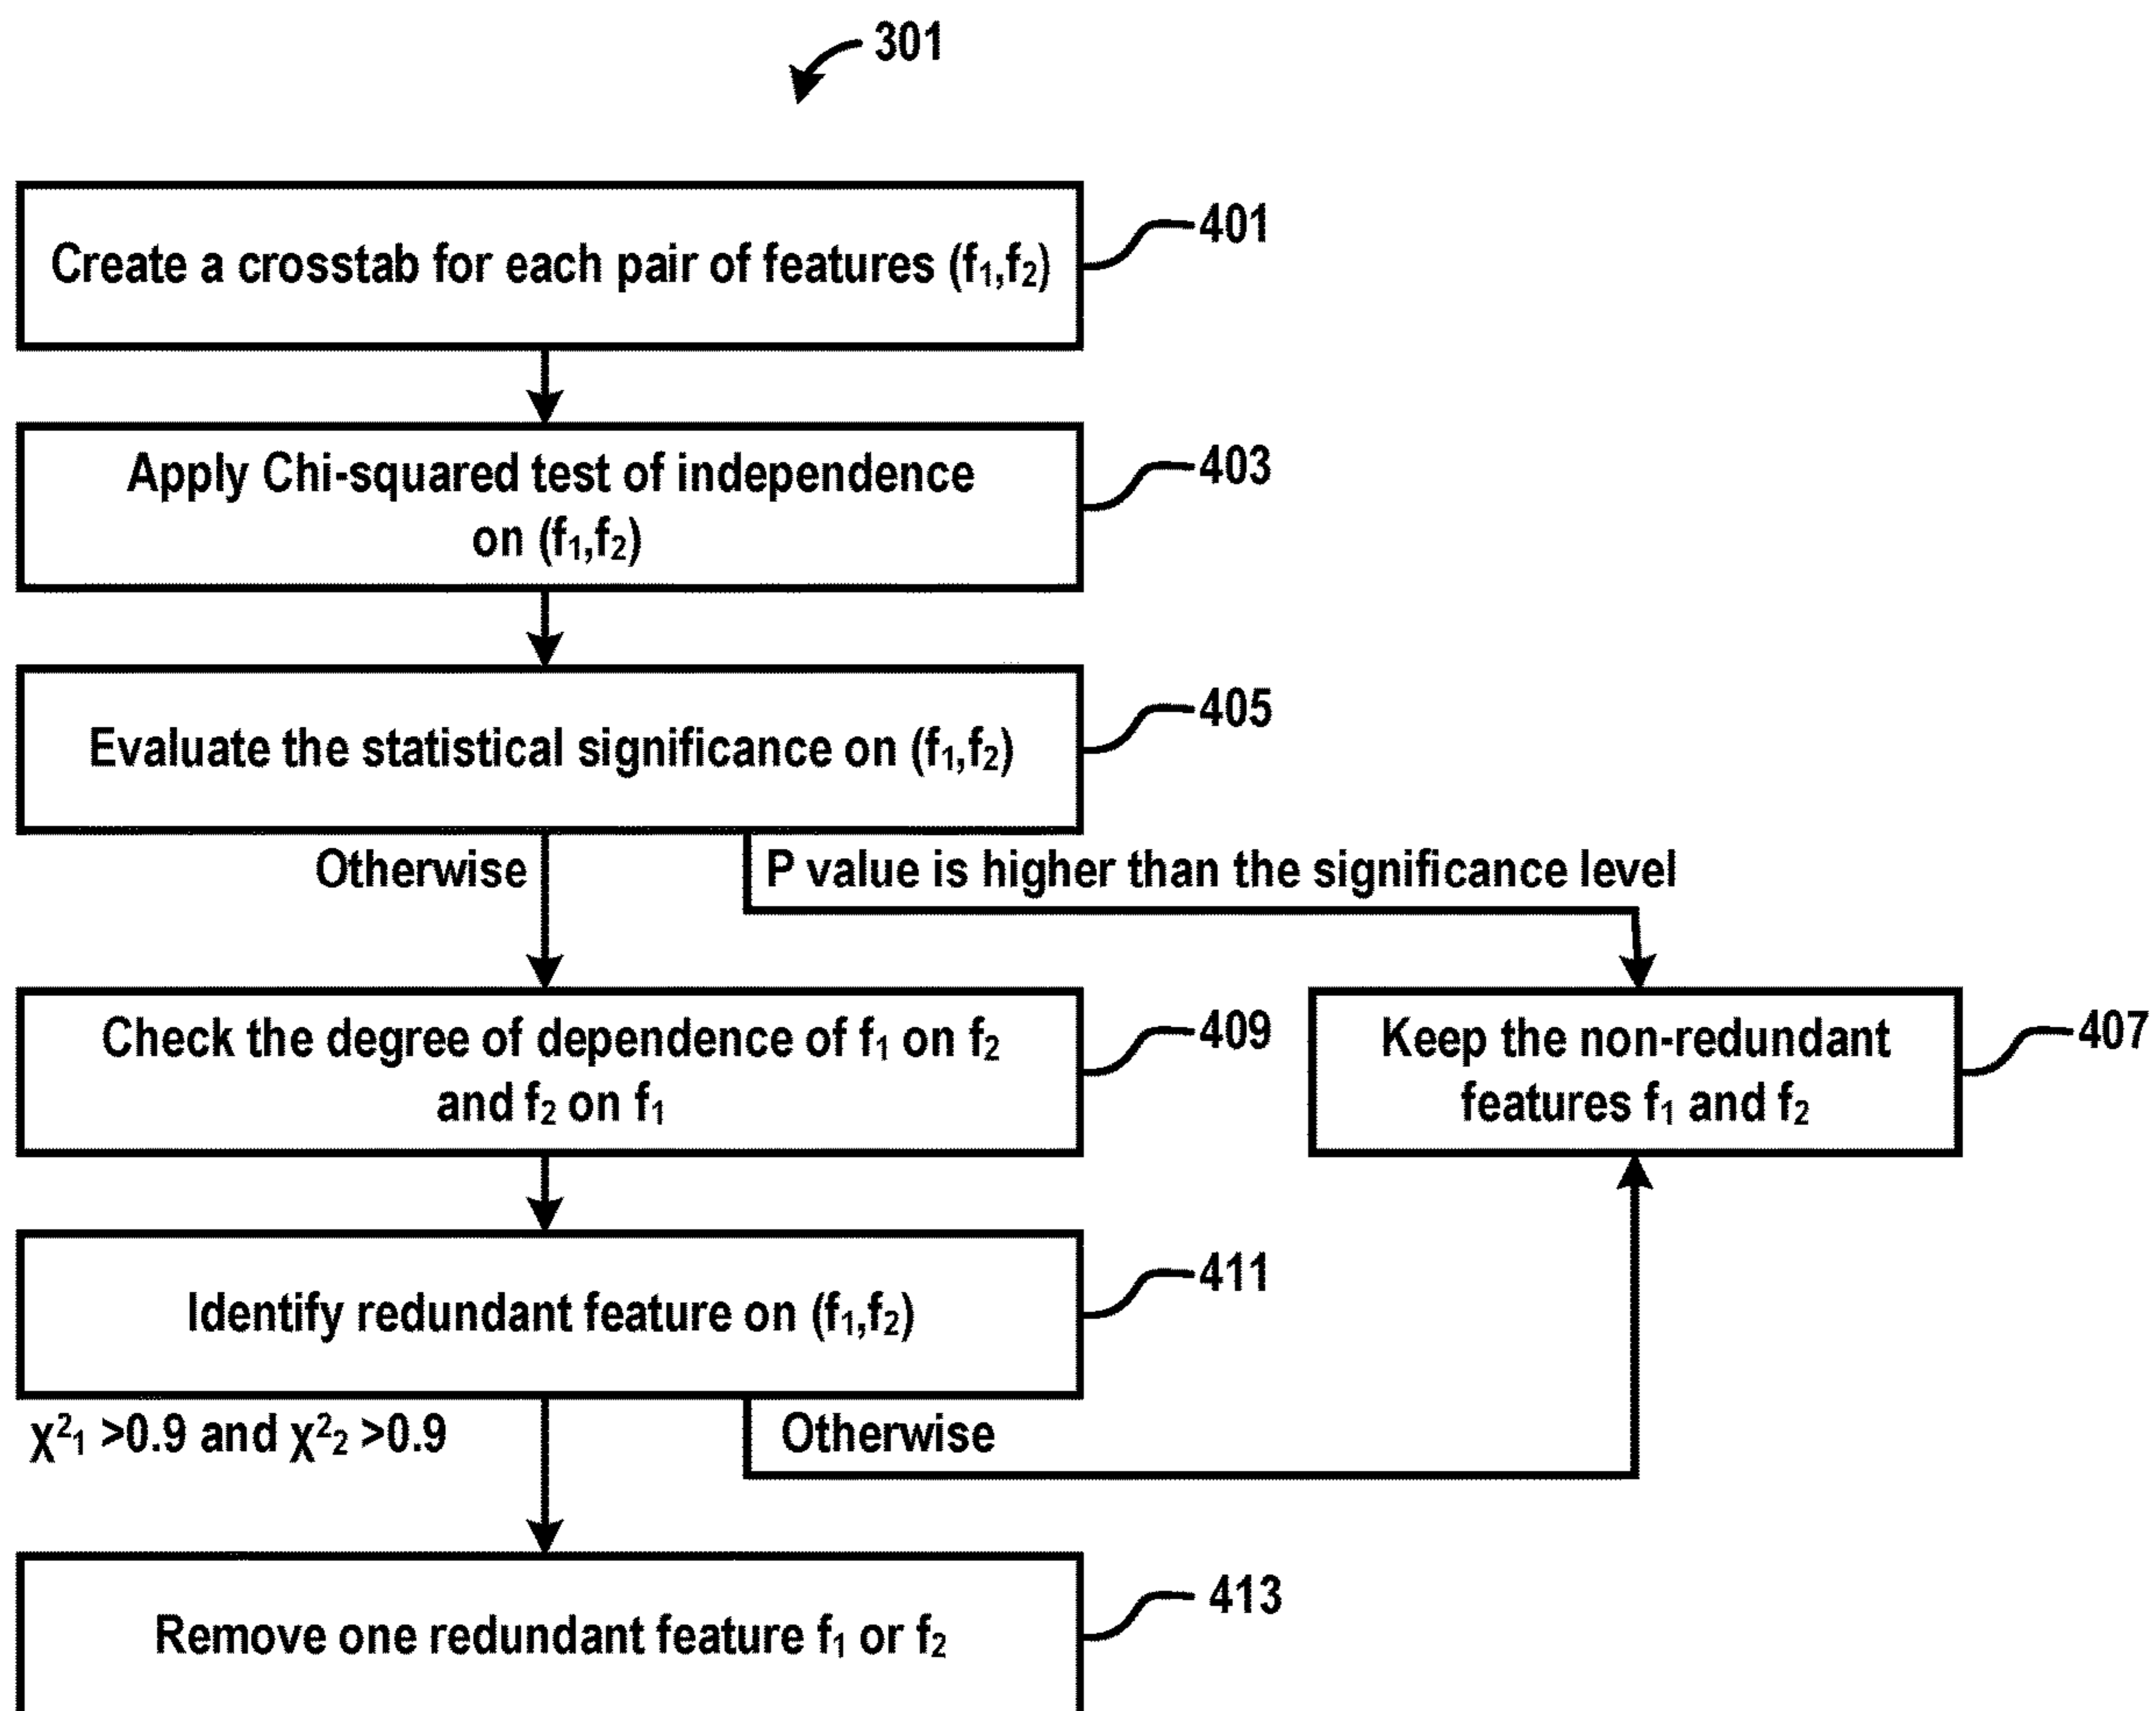 301
Create a crosstab for each pair of features (f₁,f₂)
401
Apply Chi-squared test of independence
on (f₁,f₂)
403
Evaluate the statistical significance on (f₁,f₂)
405
Otherwise
P value is higher than the significance level
Check the degree of dependence of f₁ on f₂
and f₂ on f₁
409
Keep the non-redundant
features f₁ and f₂
407
Identify redundant feature on (f₁,f₂)
411
χ²₁ >0.9 and χ²₂ >0.9
Otherwise
Remove one redundant feature f₁ or f₂
413